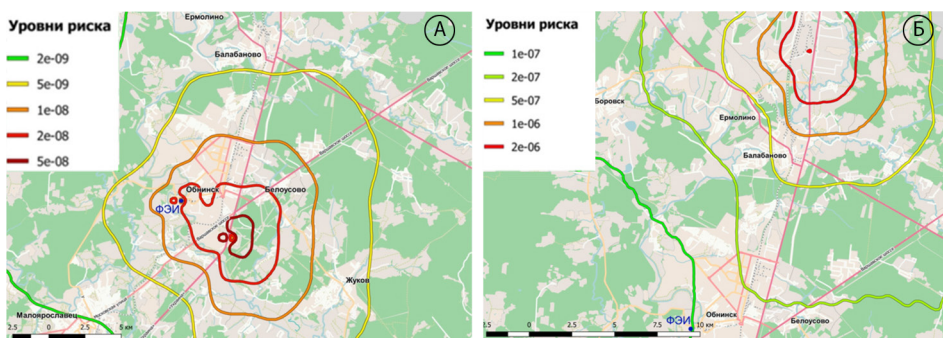 Уровни риска
2e-09
5e-09
1e-08
2e-08
5e-08
А
Ермолино
Балабаново
Обнинск
Белоусово
ФЭИ
Жуков
Малоярославец
2.5 0 2.5 5 км
Уровни риска
1e-07
2e-07
5e-07
1e-06
2e-06
Б
Боровск
Ермолино
Балабаново
Обнинск
ФЭИ
Белоусово
2.5 0 2.5 5 7.5 10 км